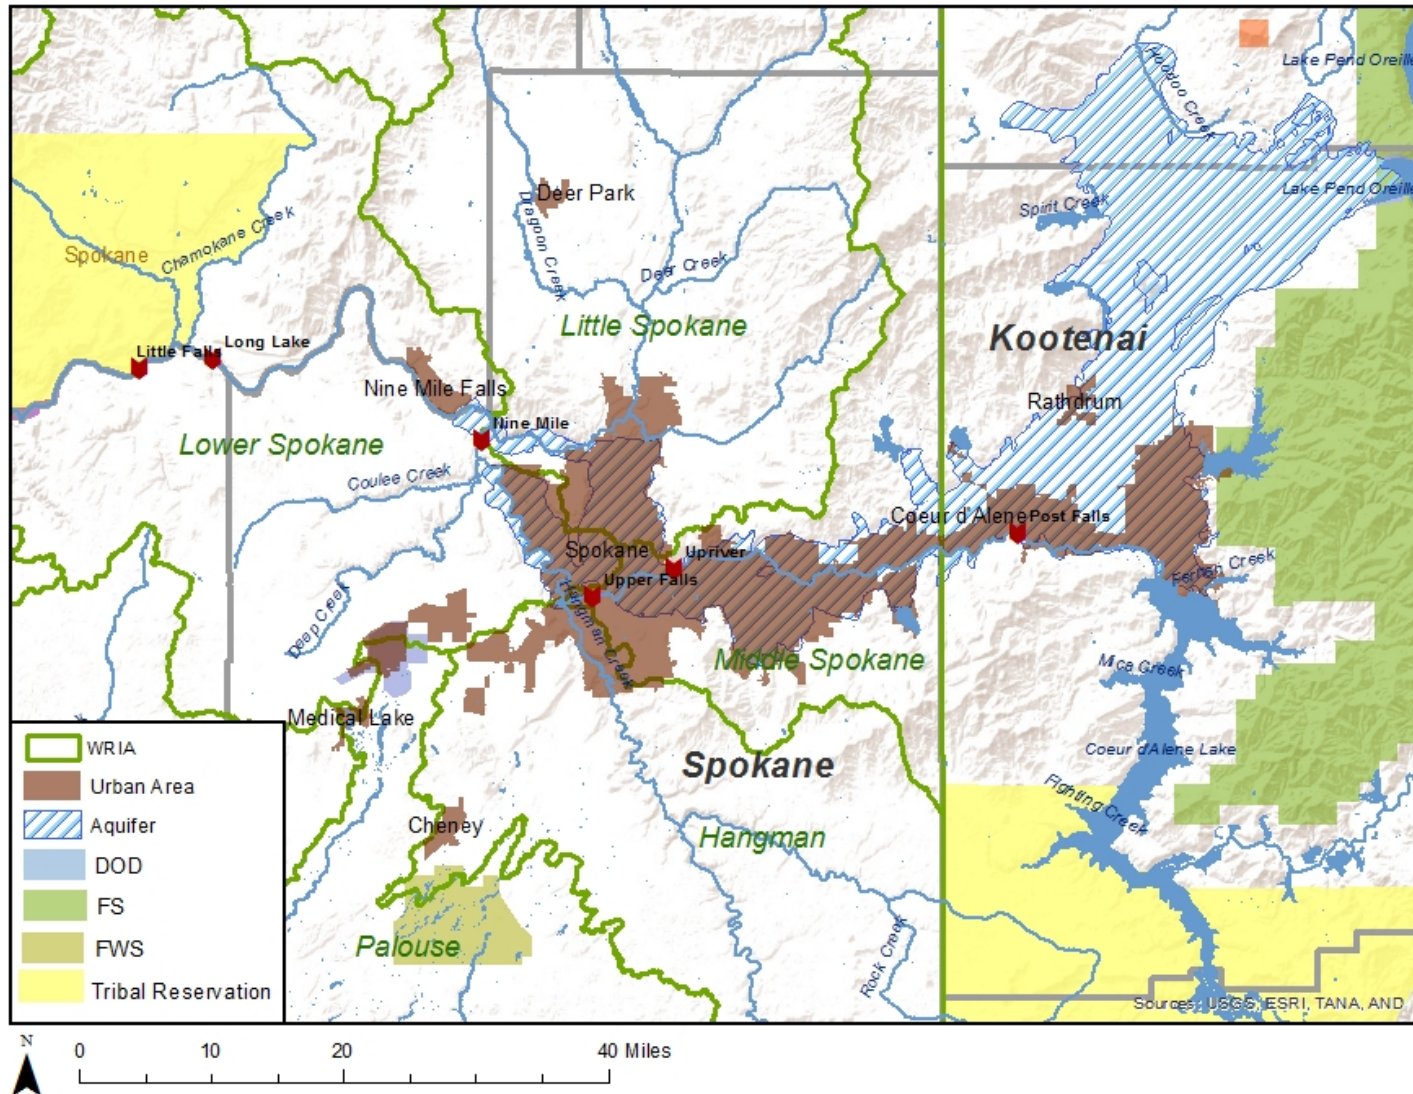 Hoodoo Creek
Lake Pend Oreille
Lake Pend Oreille
Deer Park
Dragoon Creek
Spirit Creek
Chamokane Creek
Spokane
Deer Creek
Little Spokane
Kootenai
Long Lake
Little Falls
Nine Mile Falls
Rathdrum
Nine Mile
Lower Spokane
Coulee Creek
Coeur d'Alene
Post Falls
Spokane
Upriver
Upper Falls
Fernan Creek
Deep Creek
Hangman Creek
Middle Spokane
Mica Creek
Medical Lake
Coeur d'Alene Lake
Spokane
Fighting Creek
Cheney
Hangman
Palouse
Rock Creek
WRIA
Urban Area
Aquifer
DOD
FS
FWS
Tribal Reservation
Sources: USGS, ESRI, TANA, AND
N
0 10 20 40 Miles